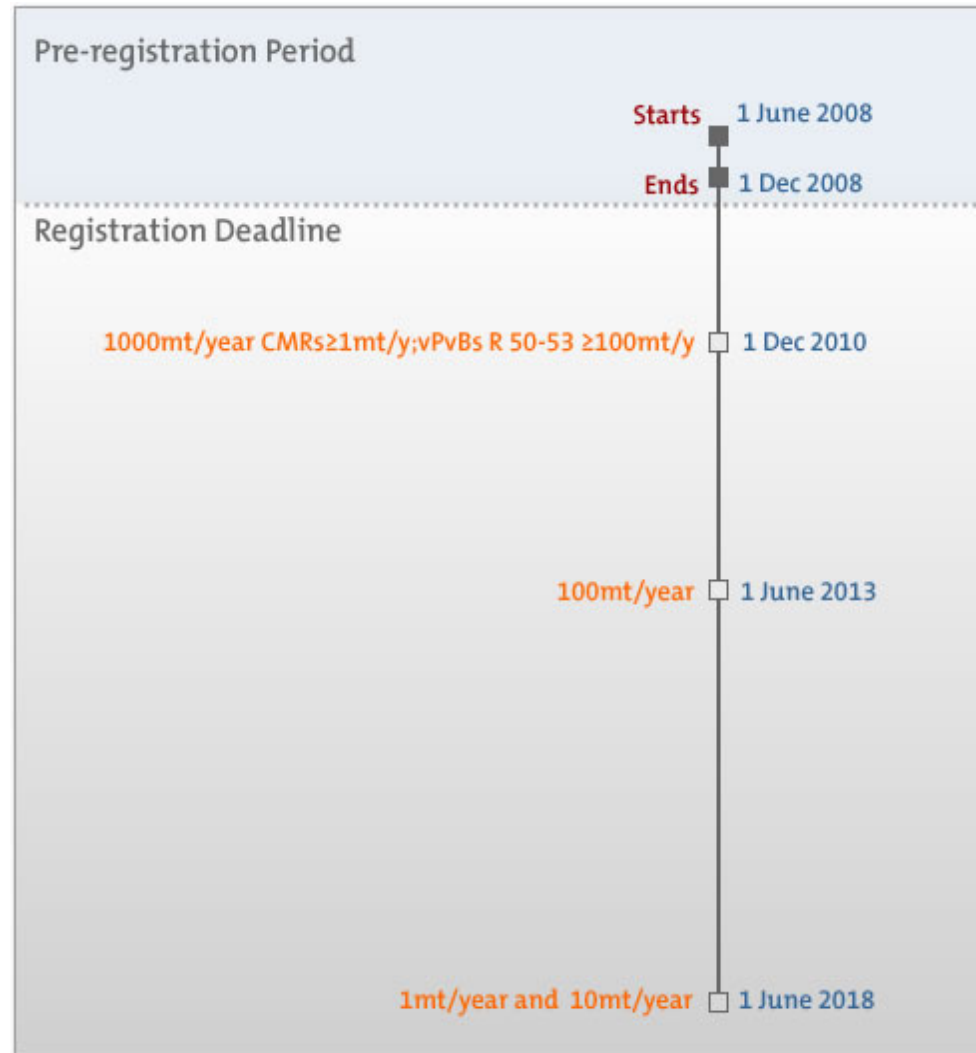 Pre-registration Period
Starts 1 June 2008
Ends 1 Dec 2008
Registration Deadline
1000mt/year CMRs≥1mt/y;vPvBs R 50-53 ≥100mt/y 1 Dec 2010
100mt/year 1 June 2013
1mt/year and 10mt/year 1 June 2018